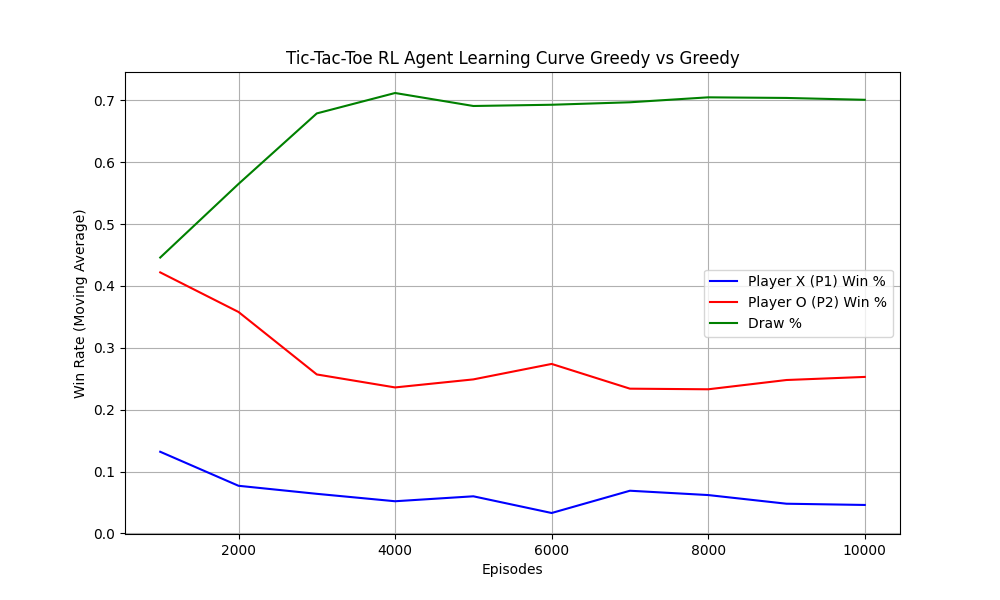 Tic-Tac-Toe RL Agent Learning Curve Greedy vs Greedy
Win Rate (Moving Average)
0.7
0.6
0.5
0.4
0.3
0.2
0.1
0.0
Player X (P1) Win %
Player O (P2) Win %
Draw %
2000 4000 6000 8000 10000
Episodes